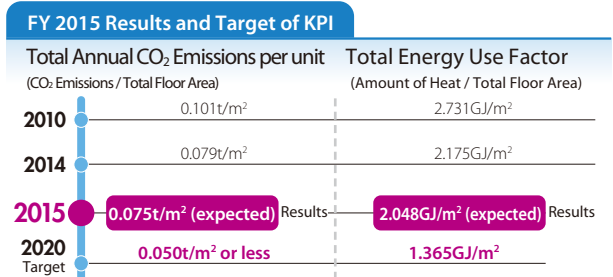 FY 2015 Results and Target of KPI
Total Annual CO₂ Emissions per unit
(CO₂ Emissions / Total Floor Area)
Total Energy Use Factor
(Amount of Heat / Total Floor Area)
2010 0.101t/m² 2.731GJ/m²
2014 0.079t/m² 2.175GJ/m²
2015 0.075t/m² (expected) Results 2.048GJ/m² (expected) Results
2020 0.050t/m² or less 1.365GJ/m²
Target